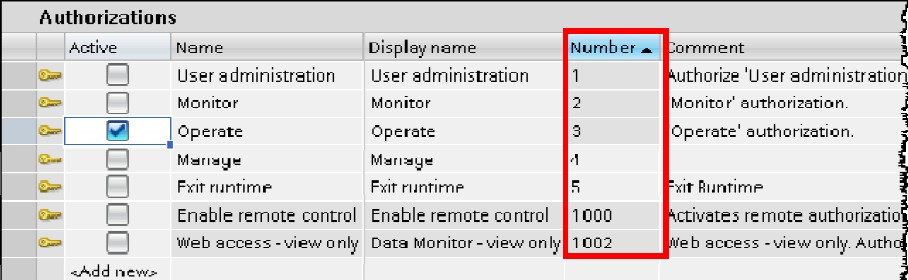 Authorizations
Active Name Display name Number Comment
User administration User administration 1 Authorize 'User administration
Monitor Monitor 2 'Monitor' authorization.
Operate Operate 3 'Operate' authorization.
Manage Manage 4
Exit runtime Exit runtime 5 Exit Runtime
Enable remote control Enable remote control 1000 Activates remote authorizatio
Web access - view only Data Monitor - view only 1002 Web access - view only. Autho
<Add new>